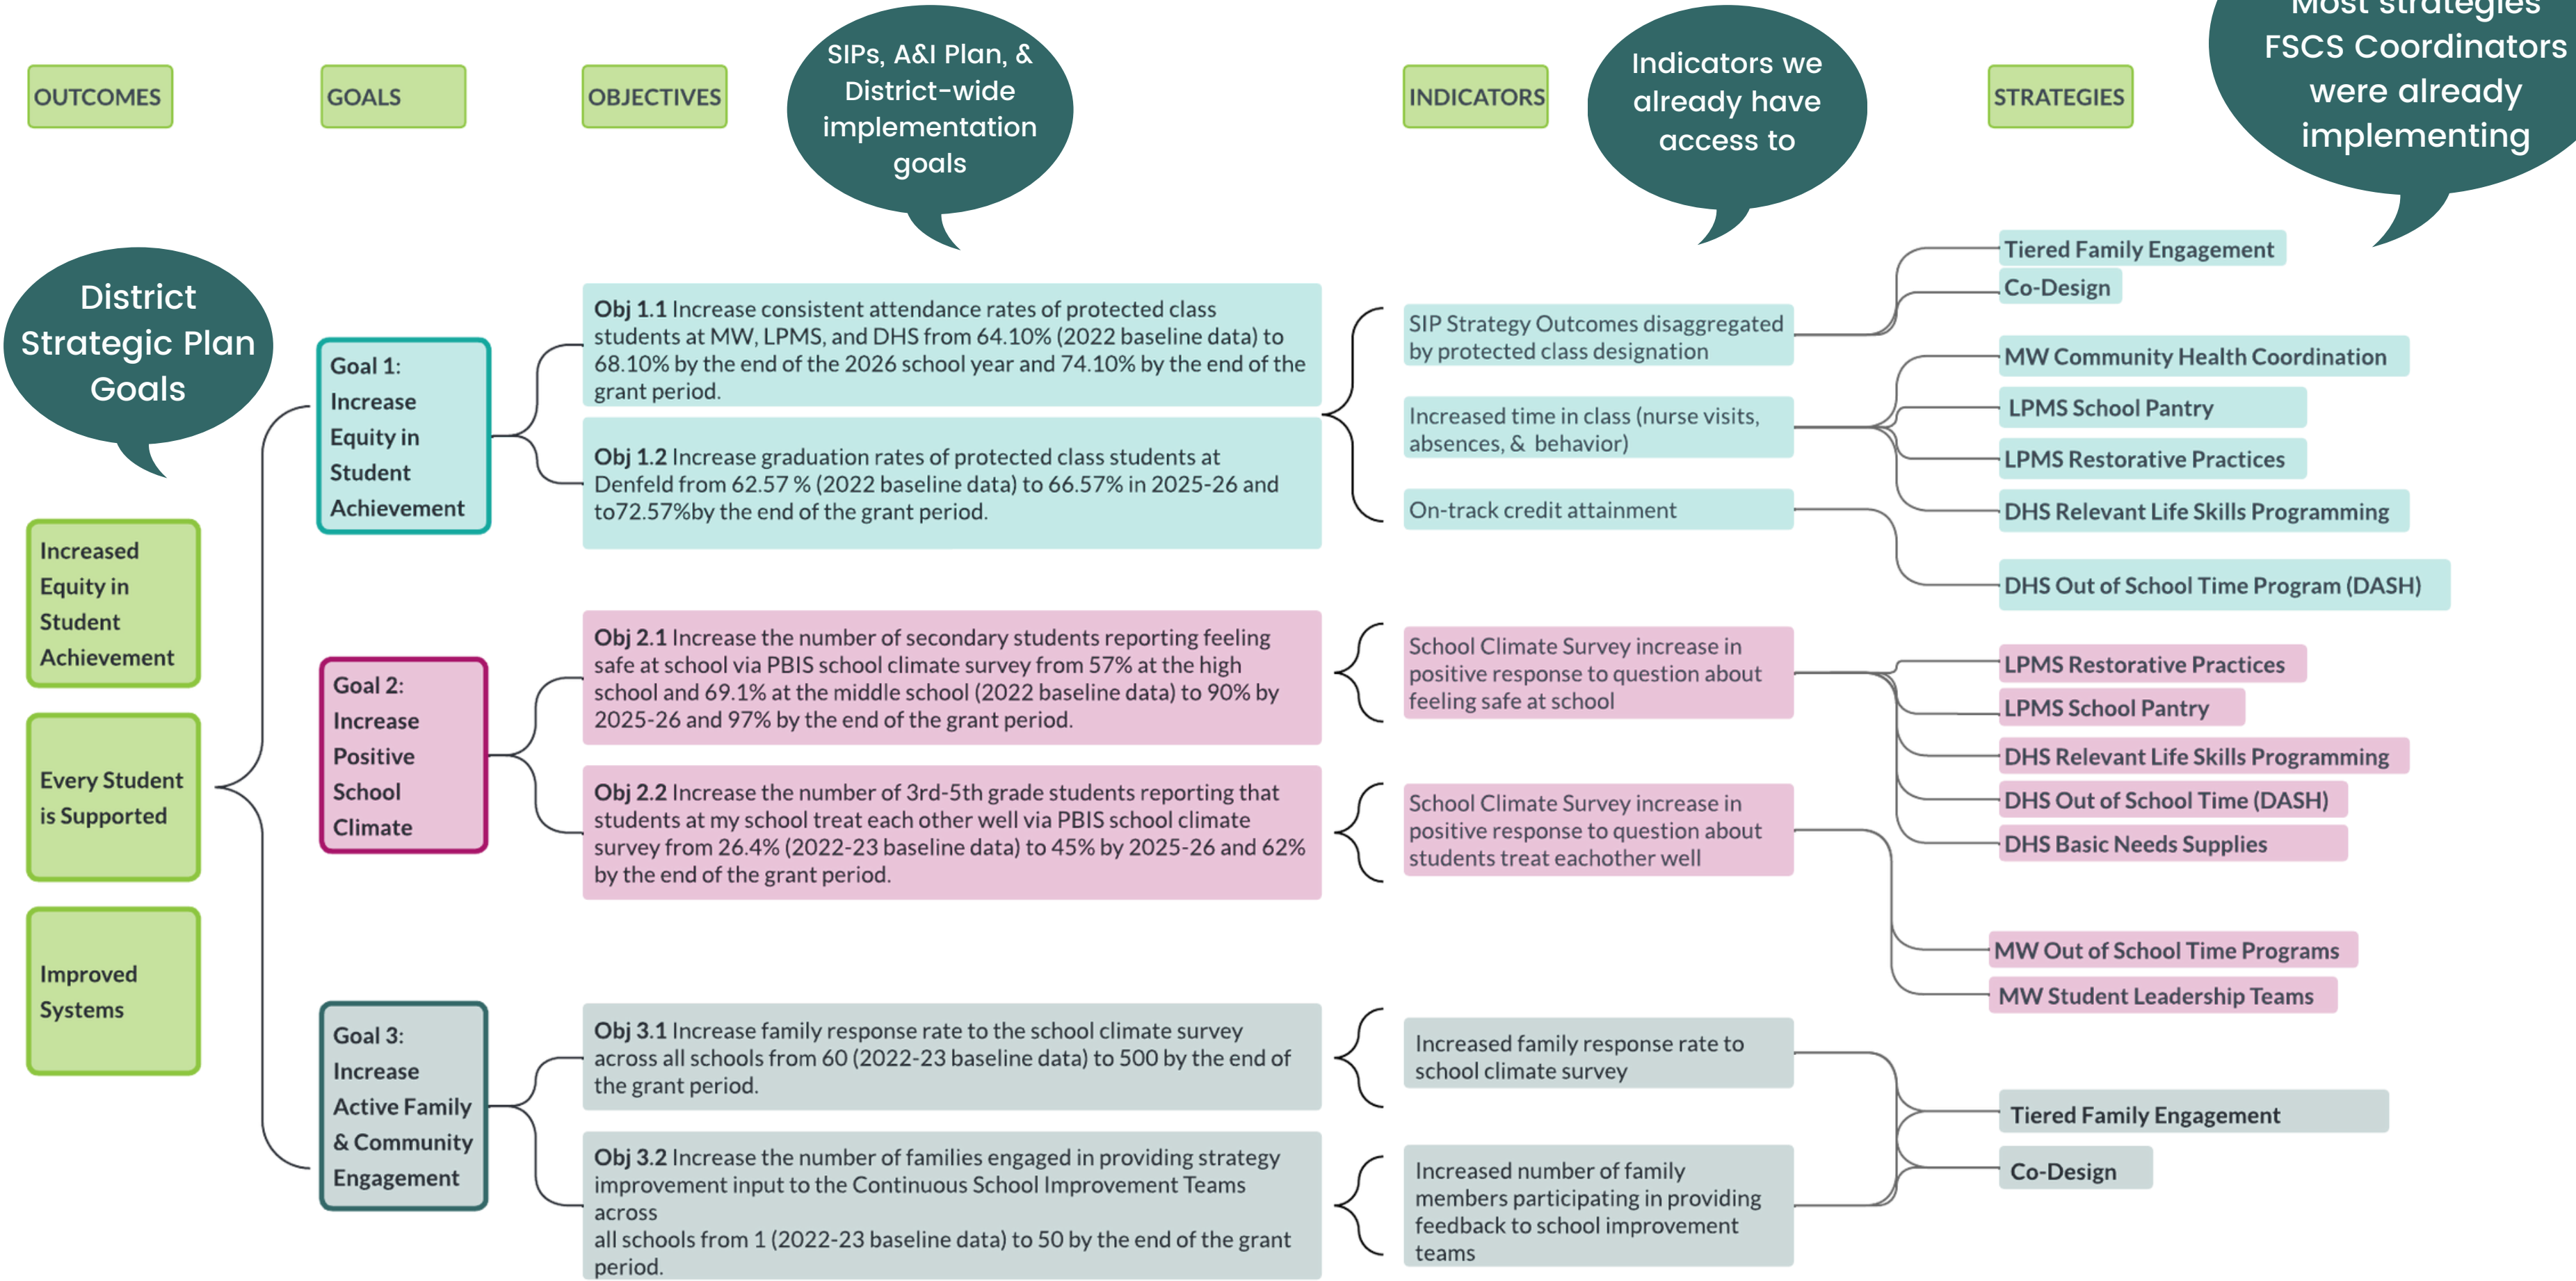 OUTCOMES
GOALS
OBJECTIVES
SIPs, A&I Plan, &
District-wide
implementation
goals
INDICATORS
Indicators we
already have
access to
STRATEGIES
Most strategies
FSCS Coordinators
were already
implementing
District
Strategic Plan
Goals
Increased
Equity in
Student
Achievement
Every Student
is Supported
Improved
Systems
Goal 1:
Increase
Equity in
Student
Achievement
Obj 1.1 Increase consistent attendance rates of protected class
students at MW, LPMS, and DHS from 64.10% (2022 baseline data) to
68.10% by the end of the 2026 school year and 74.10% by the end of the
grant period.
Obj 1.2 Increase graduation rates of protected class students at
Denfeld from 62.57 % (2022 baseline data) to 66.57% in 2025-26 and
to72.57%by the end of the grant period.
SIP Strategy Outcomes disaggregated
by protected class designation
Increased time in class (nurse visits,
absences, & behavior)
On-track credit attainment
Tiered Family Engagement
Co-Design
MW Community Health Coordination
LPMS School Pantry
LPMS Restorative Practices
DHS Relevant Life Skills Programming
DHS Out of School Time Program (DASH)
Goal 2:
Increase
Positive
School
Climate
Obj 2.1 Increase the number of secondary students reporting feeling
safe at school via PBIS school climate survey from 57% at the high
school and 69.1% at the middle school (2022 baseline data) to 90% by
2025-26 and 97% by the end of the grant period.
Obj 2.2 Increase the number of 3rd-5th grade students reporting that
students at my school treat each other well via PBIS school climate
survey from 26.4% (2022-23 baseline data) to 45% by 2025-26 and 62%
by the end of the grant period.
School Climate Survey increase in
positive response to question about
feeling safe at school
School Climate Survey increase in
positive response to question about
students treat eachother well
LPMS Restorative Practices
LPMS School Pantry
DHS Relevant Life Skills Programming
DHS Out of School Time (DASH)
DHS Basic Needs Supplies
MW Out of School Time Programs
MW Student Leadership Teams
Goal 3:
Increase
Active Family
& Community
Engagement
Obj 3.1 Increase family response rate to the school climate survey
across all schools from 60 (2022-23 baseline data) to 500 by the end of
the grant period.
Obj 3.2 Increase the number of families engaged in providing strategy
improvement input to the Continuous School Improvement Teams
across
all schools from 1 (2022-23 baseline data) to 50 by the end of the grant
period.
Increased family response rate to
school climate survey
Increased number of family
members participating in providing
feedback to school improvement
teams
Tiered Family Engagement
Co-Design